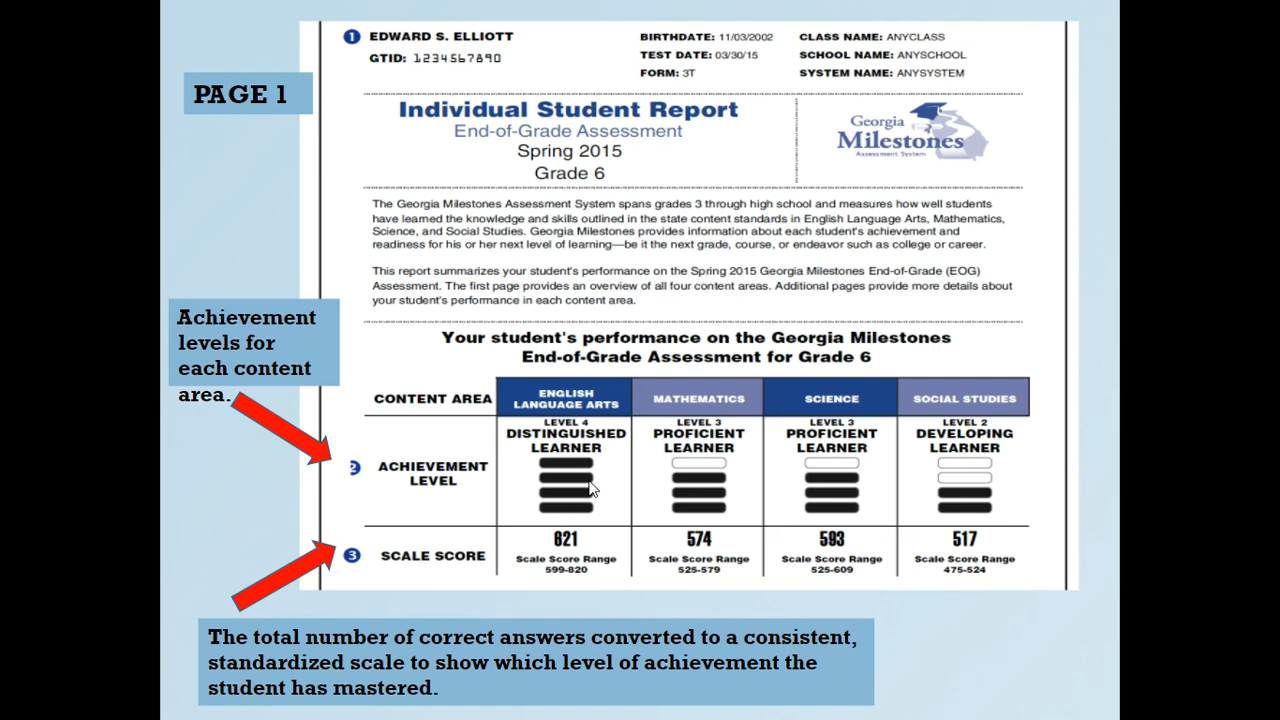 1 EDWARD S. ELLIOTT
GTID: 1234567890
BIRTHDATE: 11/03/2002
TEST DATE: 03/30/15
FORM: 3T
CLASS NAME: ANYCLASS
SCHOOL NAME: ANYSCHOOL
SYSTEM NAME: ANYSYSTEM
PAGE 1
Individual Student Report
End-of-Grade Assessment
Spring 2015
Grade 6
Georgia
Milestones
Assessment System
The Georgia Milestones Assessment System spans grades 3 through high school and measures how well students
have learned the knowledge and skills outlined in the state content standards in English Language Arts, Mathematics,
Science, and Social Studies. Georgia Milestones provides information about each student's achievement and
readiness for his or her next level of learning—be it the next grade, course, or endeavor such as college or career.
This report summarizes your student's performance on the Spring 2015 Georgia Milestones End-of-Grade (EOG)
Assessment. The first page provides an overview of all four content areas. Additional pages provide more details about
your student's performance in each content area.
Achievement
levels for
each content
area.
Your student's performance on the Georgia Milestones
End-of-Grade Assessment for Grade 6
CONTENT AREA
ENGLISH
LANGUAGE ARTS
MATHEMATICS
SCIENCE
SOCIAL STUDIES
2 ACHIEVEMENT
LEVEL
LEVEL 4
DISTINGUISHED
LEARNER
LEVEL 3
PROFICIENT
LEARNER
LEVEL 3
PROFICIENT
LEARNER
LEVEL 2
DEVELOPING
LEARNER
3 SCALE SCORE
621
Scale Score Range
599-820
574
Scale Score Range
525-579
593
Scale Score Range
525-609
517
Scale Score Range
475-524
The total number of correct answers converted to a consistent,
standardized scale to show which level of achievement the
student has mastered.